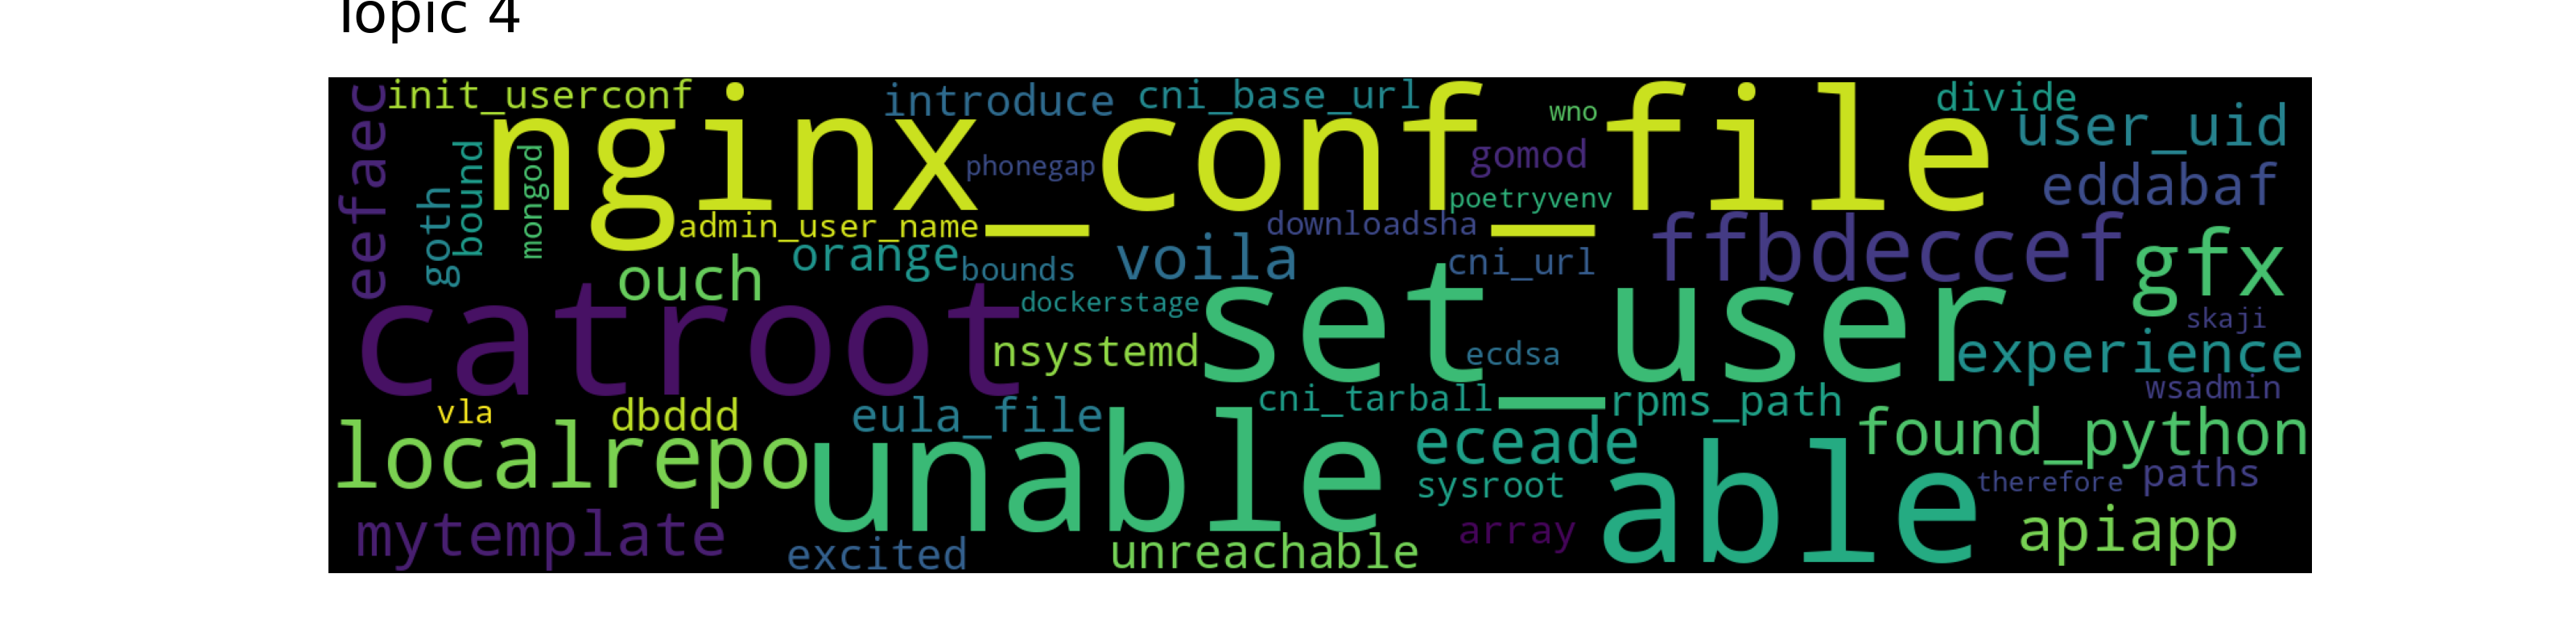 Topic 4
init_userconf introduce cni_base_url wno divide
nginx_conf_file user_uid
eefaec goth bound mongod phonegap gomod eddabaf
admin_user_name downloadsha poetryvenv
ouch orange bounds voila cni_url ffbdeccef gfx
catroot dockerstage set_user skaji
nsystemd ecdsa experience
vla dbddd eula_file cni_tarball rpms_path wsadmin
localrepo unable eceade found_python
sysroot able therefore paths
mytemplate excited unreachable array apiapp